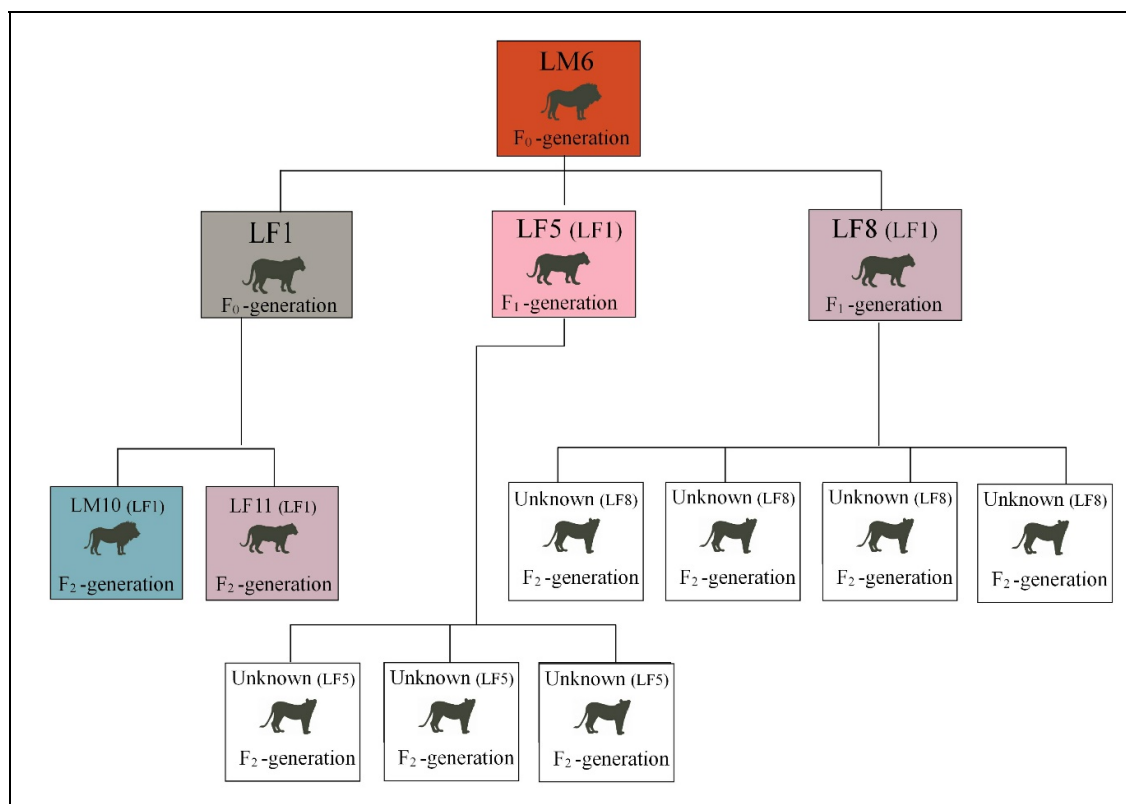 LM6
F₀-generation
LF1
F₀-generation
LF5 (LF1)
F₁-generation
LF8 (LF1)
F₁-generation
LM10 (LF1)
F₂-generation
LF11 (LF1)
F₂-generation
Unknown (LF8)
F₂-generation
Unknown (LF8)
F₂-generation
Unknown (LF8)
F₂-generation
Unknown (LF8)
F₂-generation
Unknown (LF5)
F₂-generation
Unknown (LF5)
F₂-generation
Unknown (LF5)
F₂-generation